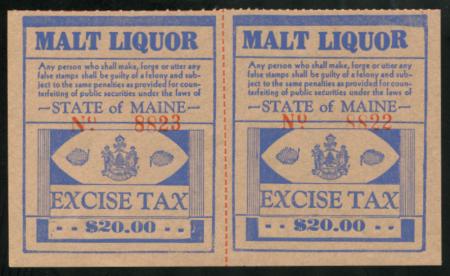 MALT LIQUOR
Any person who shall make, forge or utter any
false stamps shall be guilty of a felony and sub-
ject to the same penalties as provided for coun-
terfeiting of public securities under the laws of
STATE of MAINE
No 8823
EXCISE TAX
$20.00
MALT LIQUOR
Any person who shall make, forge or utter any
false stamps shall be guilty of a felony and sub-
ject to the same penalties as provided for coun-
terfeiting of public securities under the laws of
STATE of MAINE
No 8822
EXCISE TAX
$20.00